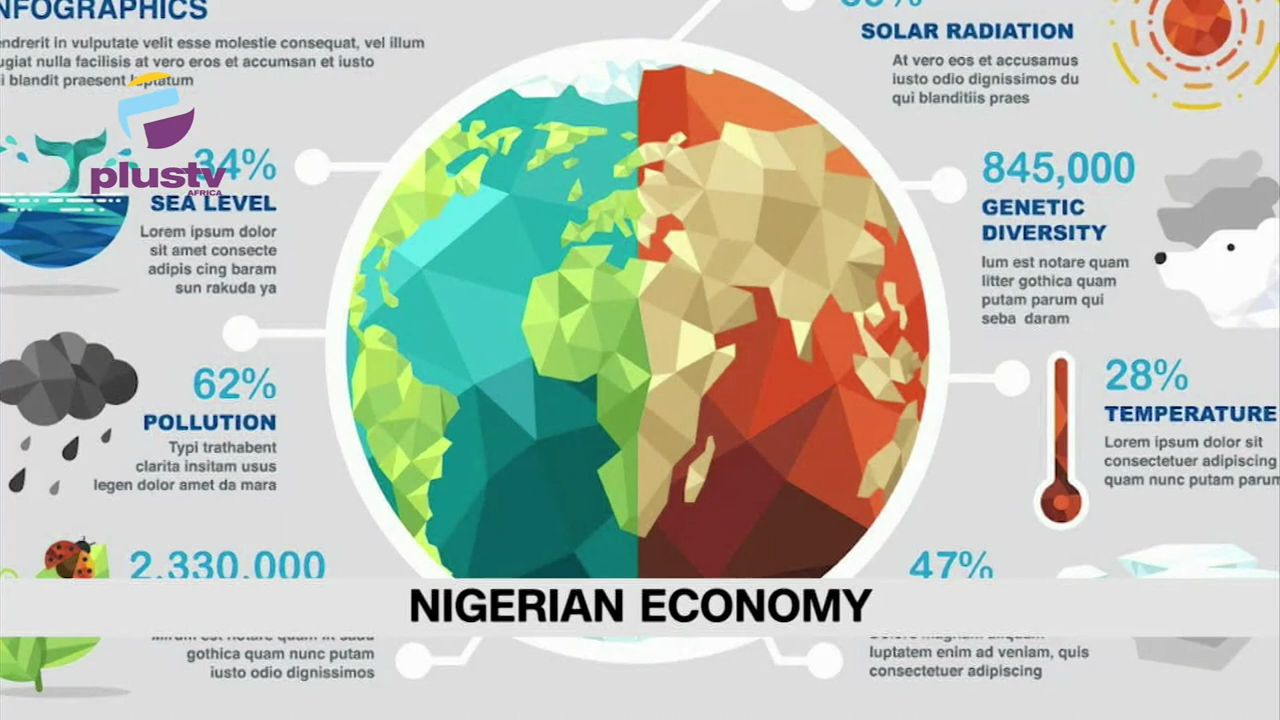 NFOGRAPHICS
endrerit in vulputate velit esse molestie consequat, vel illum
ugiat nulla facilisis at vero eros et accumsan et iusto
i blandit praesent luptatum
plustv
AFRICA
34%
SEA LEVEL
Lorem ipsum dolor
sit amet consecte
adipis cing baram
sun rakuda ya
62%
POLLUTION
Typi trathabent
clarita insitam usus
legen dolor amet da mara
2,330,000
gothica quam nunc putam
iusto odio dignissimos
SOLAR RADIATION
At vero eos et accusamus
iusto odio dignissimos du
qui blanditiis praes
845,000
GENETIC
DIVERSITY
Ium est notare quam
litter gothica quam
putam parum qui
seba daram
28%
TEMPERATURE
Lorem ipsum dolor sit
consectetuer adipiscing
quam nunc putam parum
47%
luptatem enim ad veniam, quis
consectetuer adipiscing
NIGERIAN ECONOMY